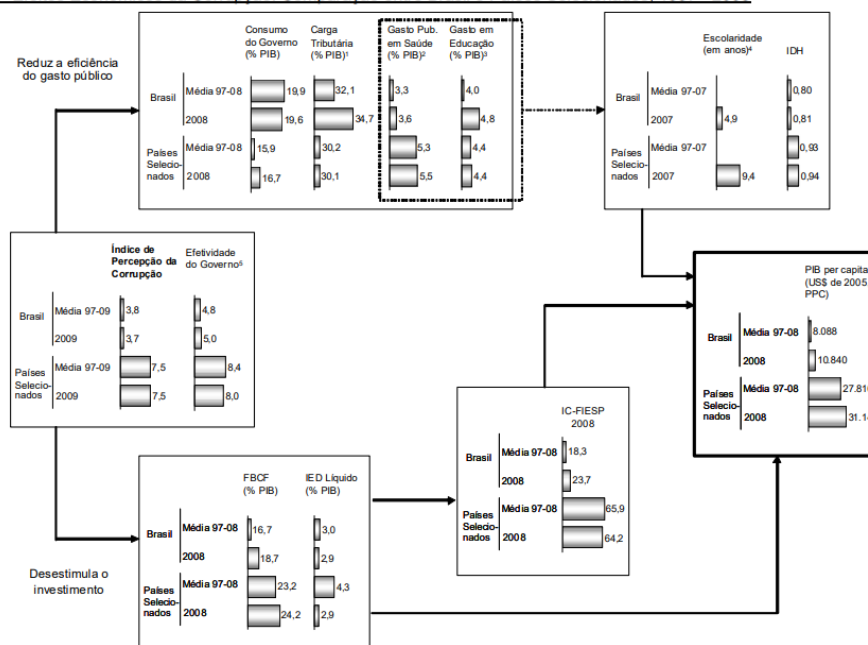 Reduz a eficiência
do gasto público
Consumo
do Governo
(% PIB)
Carga
Tributária
(% PIB)¹
Gasto Pub.
em Saúde
(% PIB)²
Gasto em
Educação
(% PIB)³
Brasil
Média 97-08
19,9
32,1
3,3
4,0
2008
19,6
34,7
3,6
4,8
Países
Selecio-
nados
Média 97-08
15,9
30,2
5,3
4,4
2008
16,7
30,1
5,5
4,4
Escolaridade
(em anos)⁴
IDH
Brasil
Média 97-07
0,80
2007
4,9
0,81
Países
Selecio-
nados
Média 97-07
0,93
2007
9,4
0,94
Índice de
Percepção da
Corrupção
Efetividade
do Governo⁵
Brasil
Média 97-09
3,8
4,8
2009
3,7
5,0
Países
Selecio-
nados
Média 97-09
7,5
8,4
2009
7,5
8,0
PIB per capita
(US$ de 2005
PPC)
Brasil
Média 97-08
8.088
2008
10.840
Países
Selecio-
nados
Média 97-08
2008
IC-FIESP
2008
Brasil
Média 97-08
18,3
2008
23,7
Países
Selecio-
nados
Média 97-08
65,9
2008
64,2
Desestimula o
investimento
FBCF
(% PIB)
IED Líquido
(% PIB)
Brasil
Média 97-08
16,7
3,0
2008
18,7
2,9
Países
Selecio-
nados
Média 97-08
23,2
4,3
2008
24,2
2,9